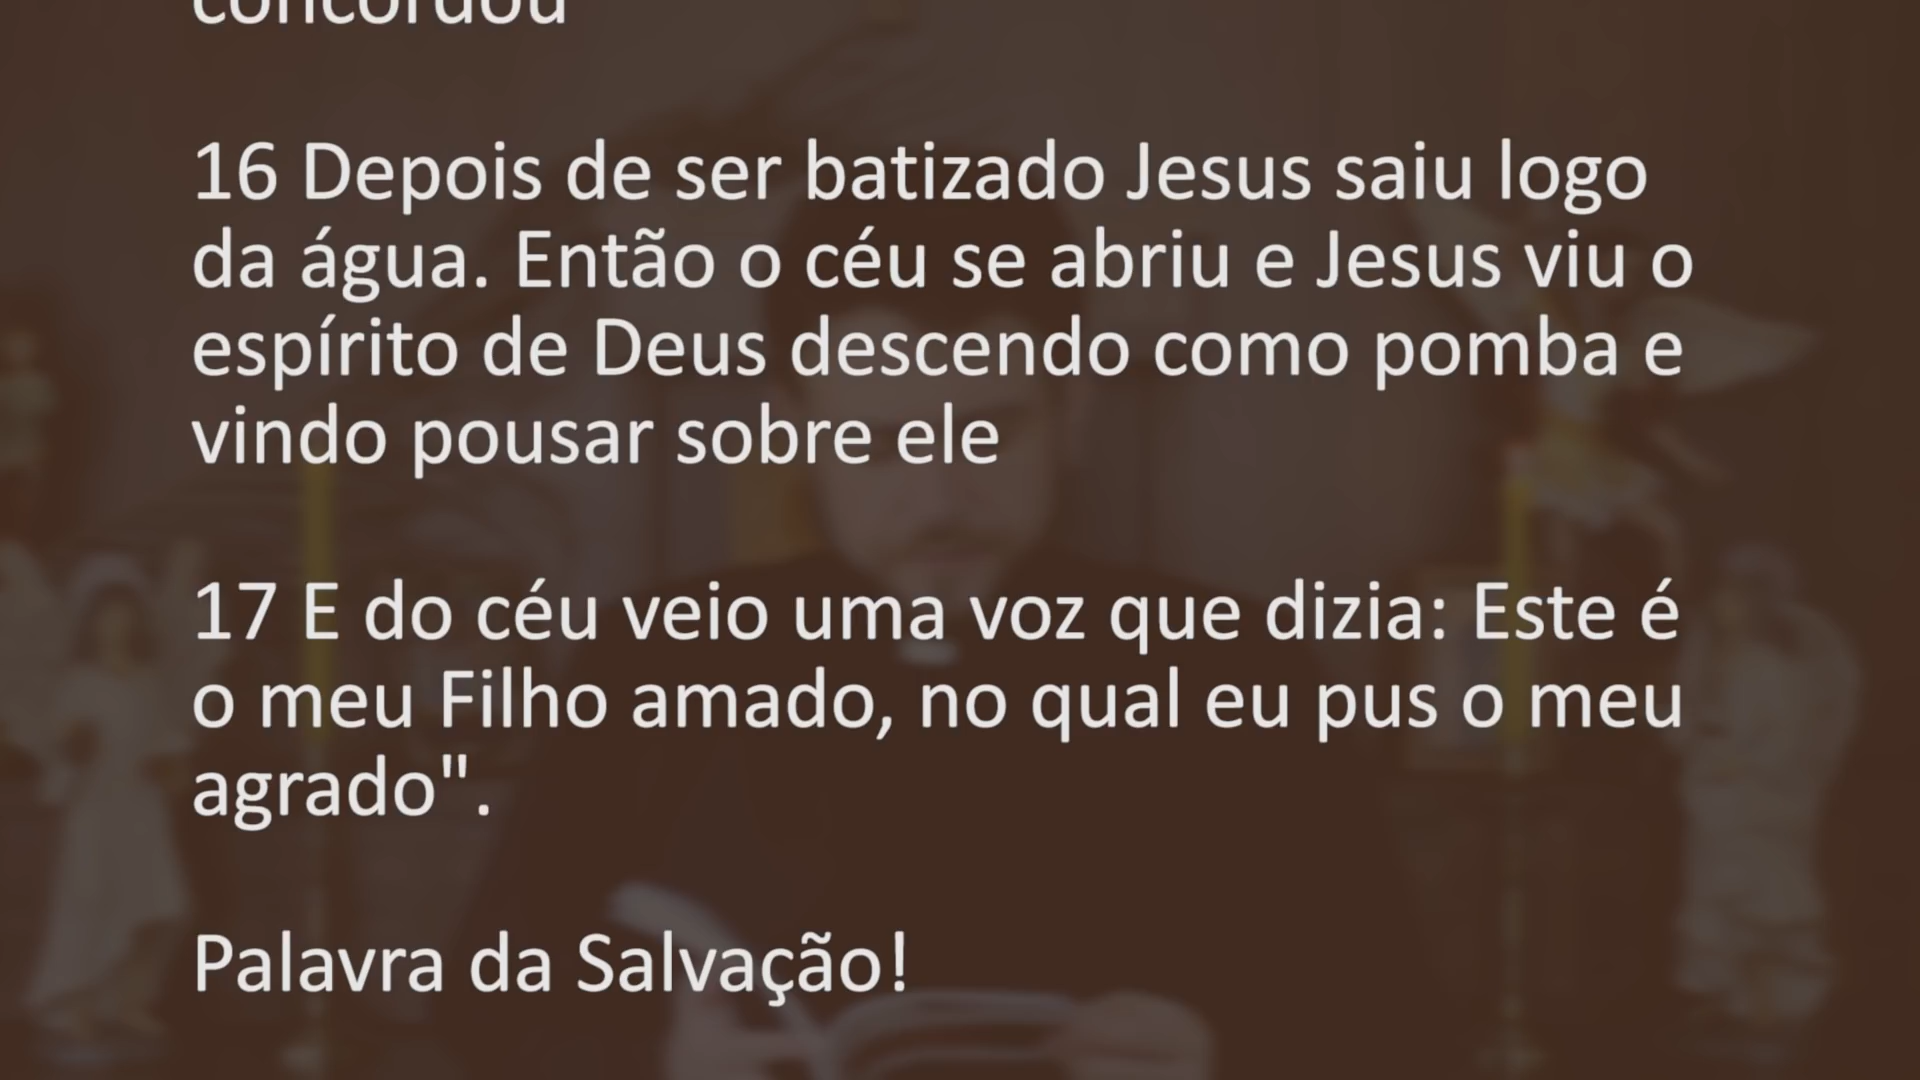 concordou
16 Depois de ser batizado Jesus saiu logo
da água. Então o céu se abriu e Jesus viu o
espírito de Deus descendo como pomba e
vindo pousar sobre ele
17 E do céu veio uma voz que dizia: Este é
o meu Filho amado, no qual eu pus o meu
agrado".
Palavra da Salvação!